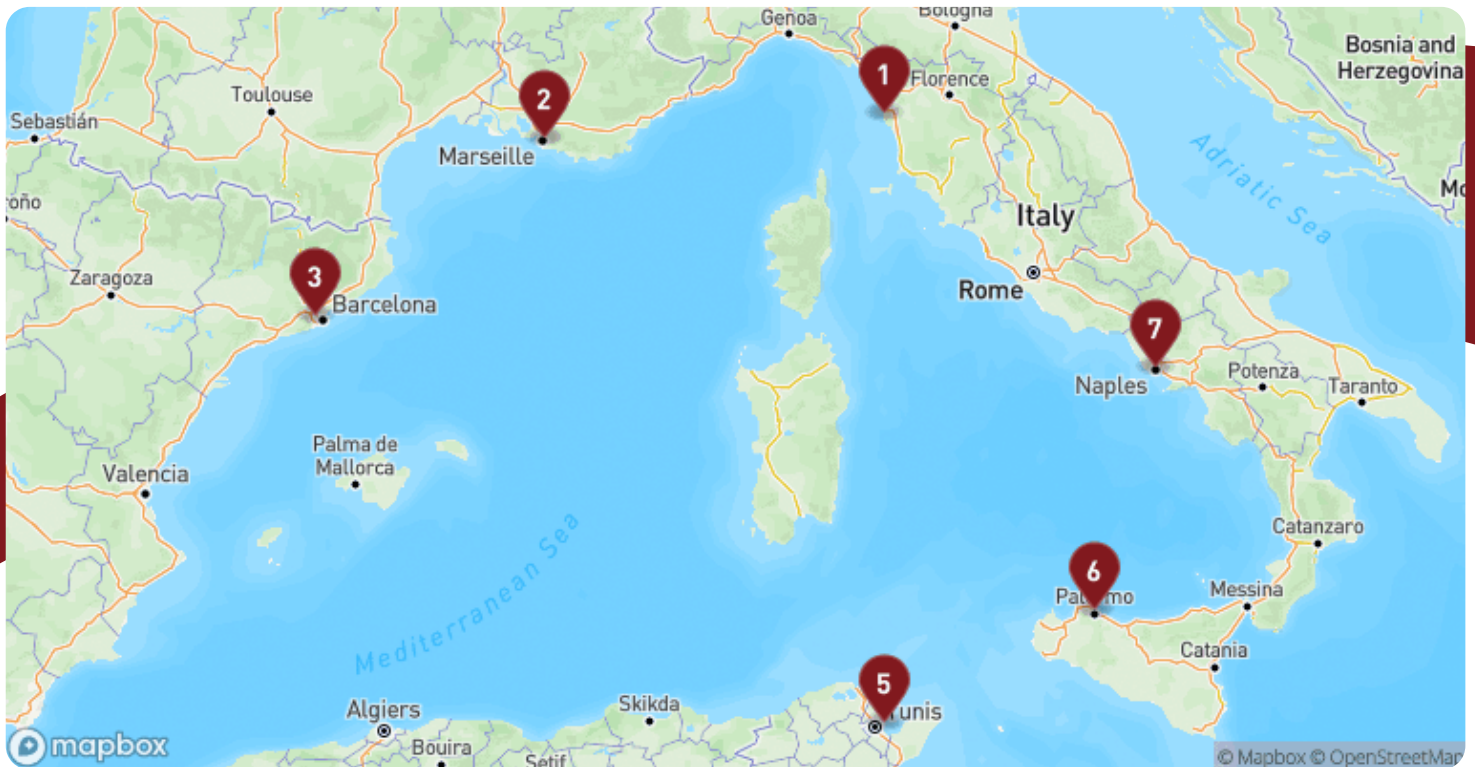 Genoa
Bologna
Bosnia and
Herzegovina
1
Florence
2
Toulouse
Sebastián
Marseille
Adriatic Sea
oño
Italy
Zaragoza
3
Barcelona
Rome
7
Naples
Potenza
Taranto
Palma de
Mallorca
Valencia
Mediterranean Sea
Catanzaro
6
Messina
Catania
5
unis
Skikda
Algiers
Bouira
Setif
mapbox
© Mapbox © OpenStreetMap